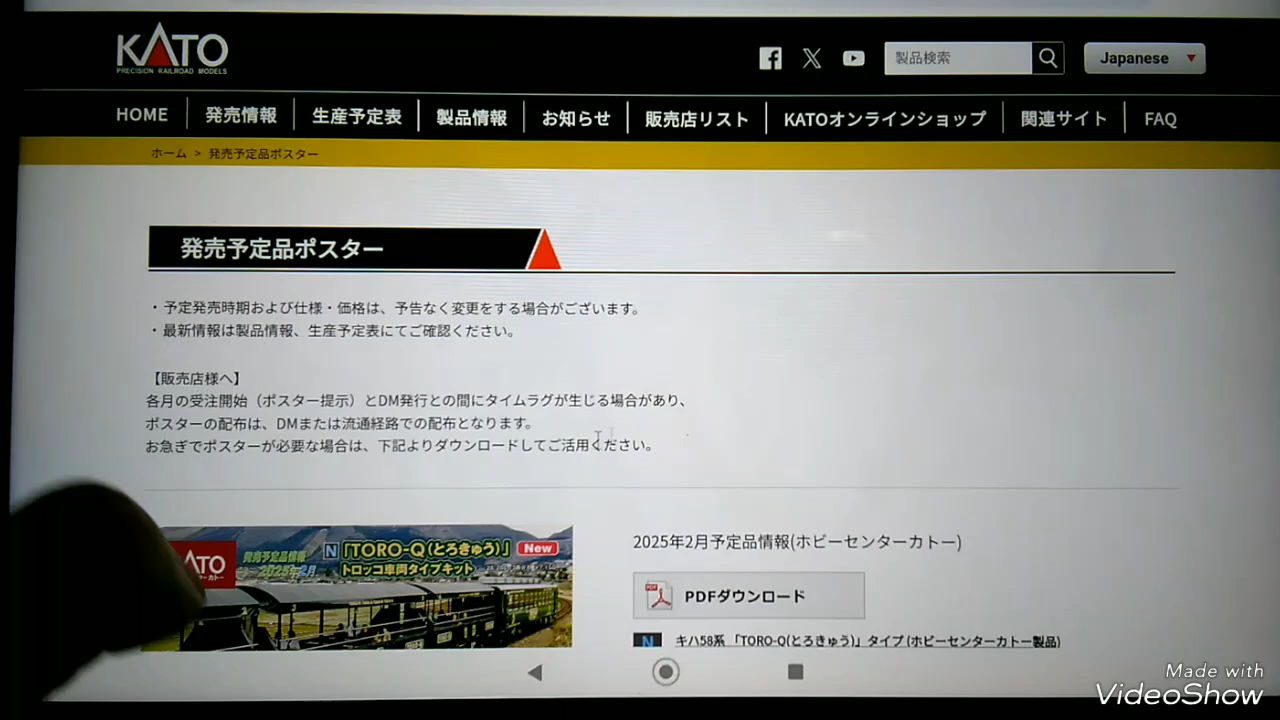 KATO
PRECISION RAILROAD MODELS
製品検索
Japanese
HOME
発売情報
生産予定表
製品情報
お知らせ
販売店リスト
KATOオンラインショップ
関連サイト
FAQ
ホーム > 発売予定品ポスター
発売予定品ポスター
・予定発売時期および仕様・価格は、予告なく変更をする場合がございます。
・最新情報は製品情報、生産予定表にてご確認ください。
【販売店様へ】
各月の受注開始（ポスター提示）とDM発行との間にタイムラグが生じる場合があり、
ポスターの配布は、DMまたは流通経路での配布となります。
お急ぎでポスターが必要な場合は、下記よりダウンロードしてご活用ください。
ATO
発売予定品情報
2025年2月
N「TORO-Q(とろきゅう)」 New
トロッコ車両タイプキット
2025年2月予定品情報(ホビーセンターカトー)
PDFダウンロード
N キハ58系 「TORO-Q(とろきゅう)」タイプ (ホビーセンターカトー製品)
Made with
VideoShow